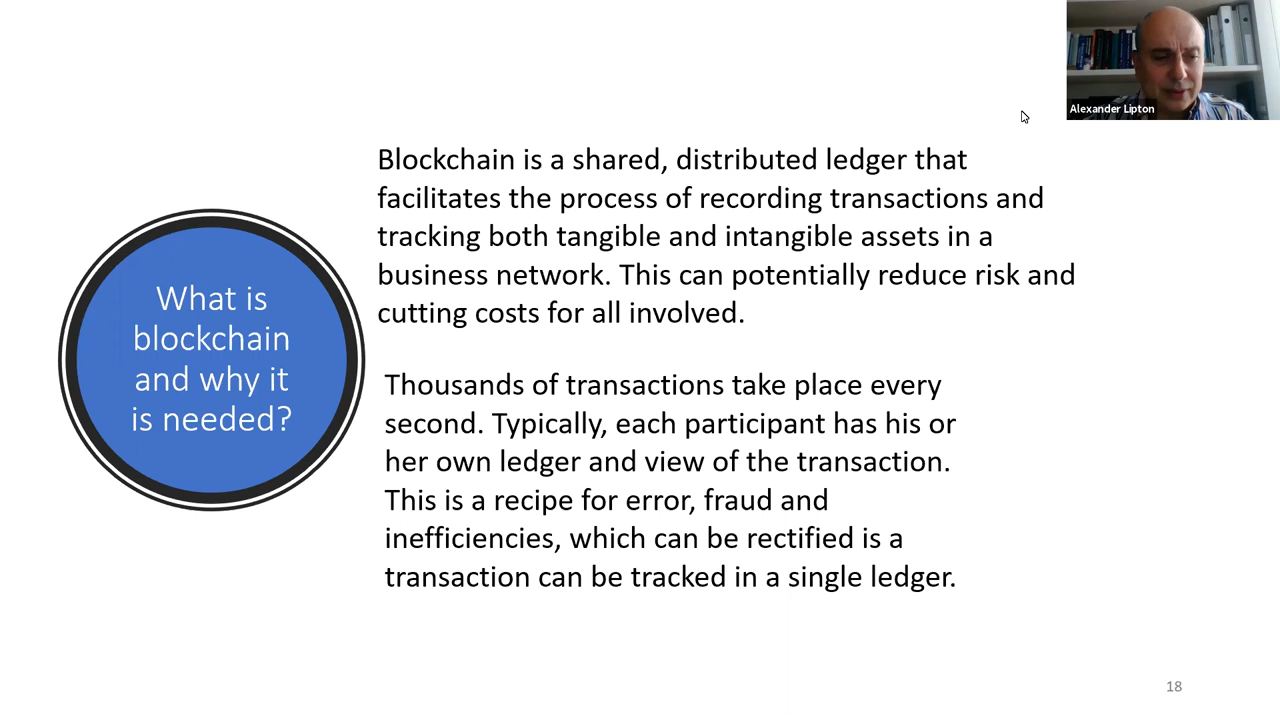 Alexander Lipton
Blockchain is a shared, distributed ledger that
facilitates the process of recording transactions and
tracking both tangible and intangible assets in a
business network. This can potentially reduce risk and
cutting costs for all involved.
What is
blockchain
and why it
is needed?
Thousands of transactions take place every
second. Typically, each participant has his or
her own ledger and view of the transaction.
This is a recipe for error, fraud and
inefficiencies, which can be rectified is a
transaction can be tracked in a single ledger.
18